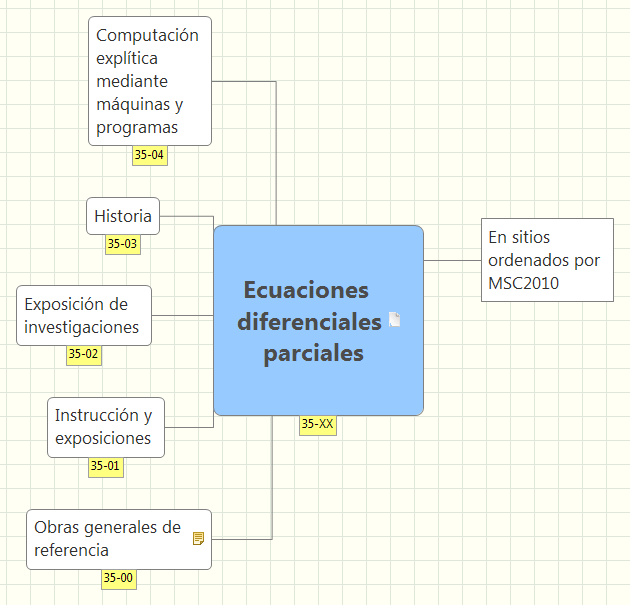 Computación
explítica
mediante
máquinas y
programas
35-04
Historia
35-03
Exposición de
investigaciones
35-02
Instrucción y
exposiciones
35-01
Obras generales de
referencia
35-00
Ecuaciones
diferenciales
parciales
35-XX
En sitios
ordenados por
MSC2010